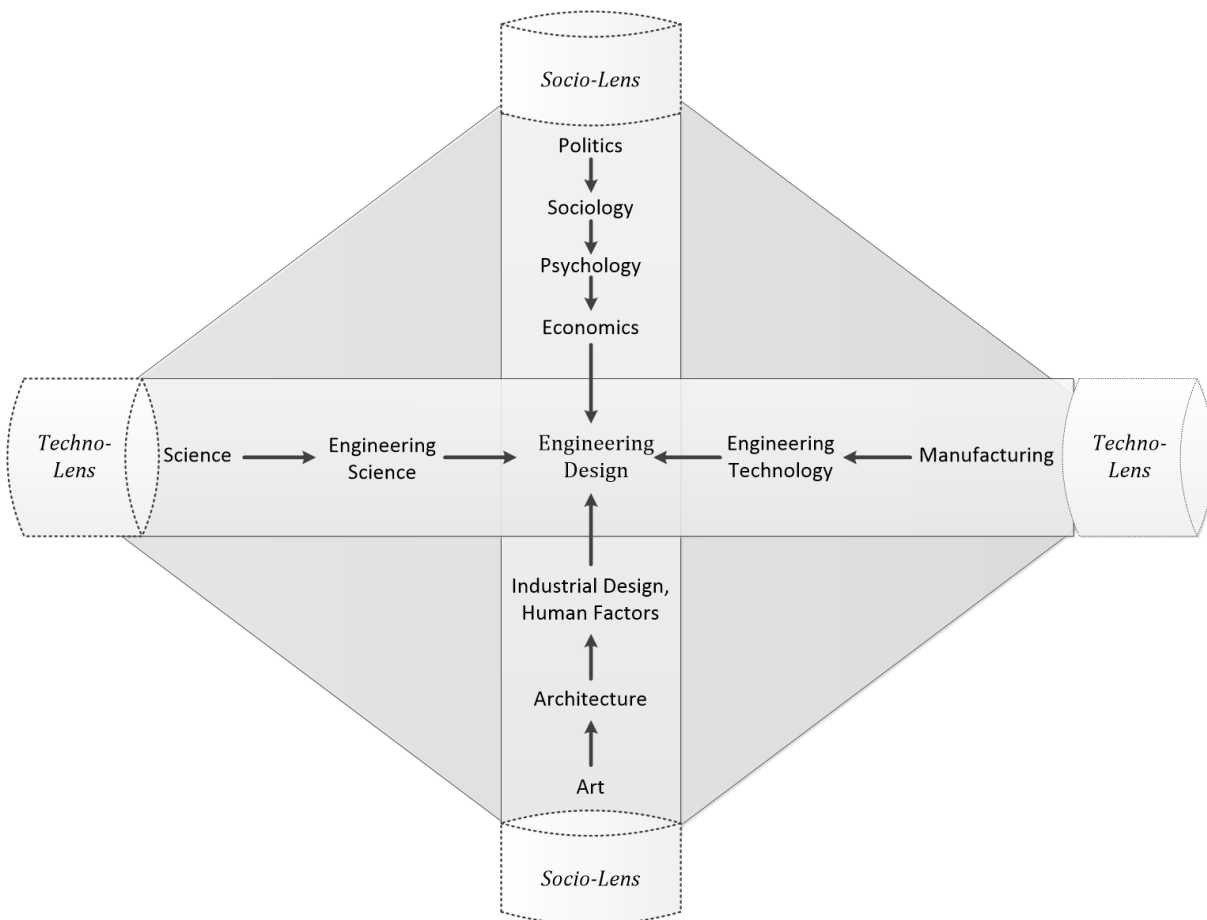 Socio-Lens
Politics
Sociology
Psychology
Economics
Techno-
Lens
Science
Engineering
Science
Engineering
Design
Engineering
Technology
Manufacturing
Techno-
Lens
Industrial Design,
Human Factors
Architecture
Art
Socio-Lens